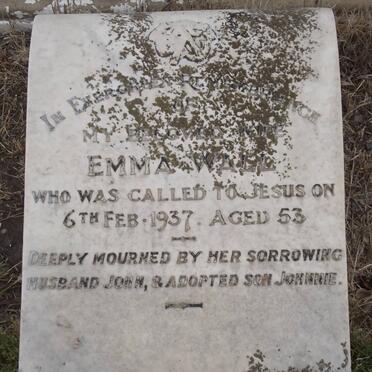 IN EVERLOVING REMEMBRANCE
OF
MY BELOVED WIFE
EMMA WALL
WHO WAS CALLED TO JESUS ON
6TH FEB. 1937. AGED 53
DEEPLY MOURNED BY HER SORROWING
HUSBAND JOHN, & ADOPTED SON JOHNNIE.